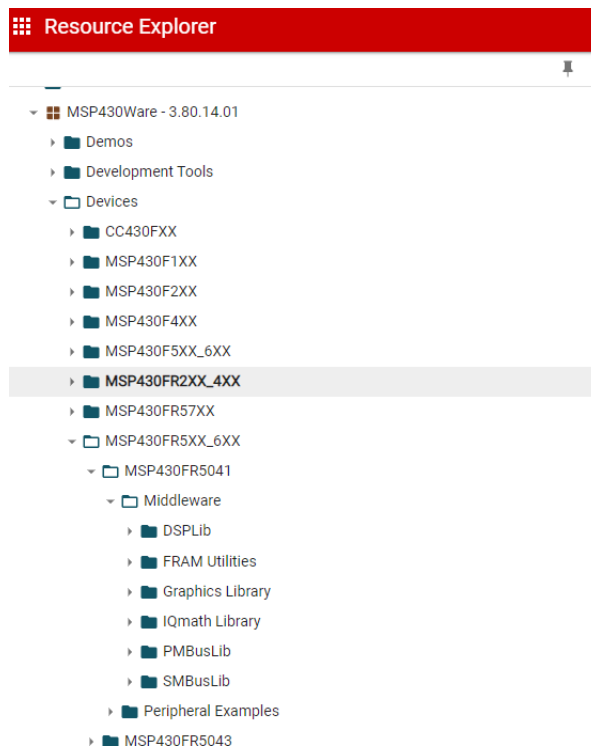 Resource Explorer
MSP430Ware - 3.80.14.01
Demos
Development Tools
Devices
CC430FXX
MSP430F1XX
MSP430F2XX
MSP430F4XX
MSP430F5XX_6XX
MSP430FR2XX_4XX
MSP430FR57XX
MSP430FR5XX_6XX
MSP430FR5041
Middleware
DSPLib
FRAM Utilities
Graphics Library
IQmath Library
PMBusLib
SMBusLib
Peripheral Examples
MSP430FR5043